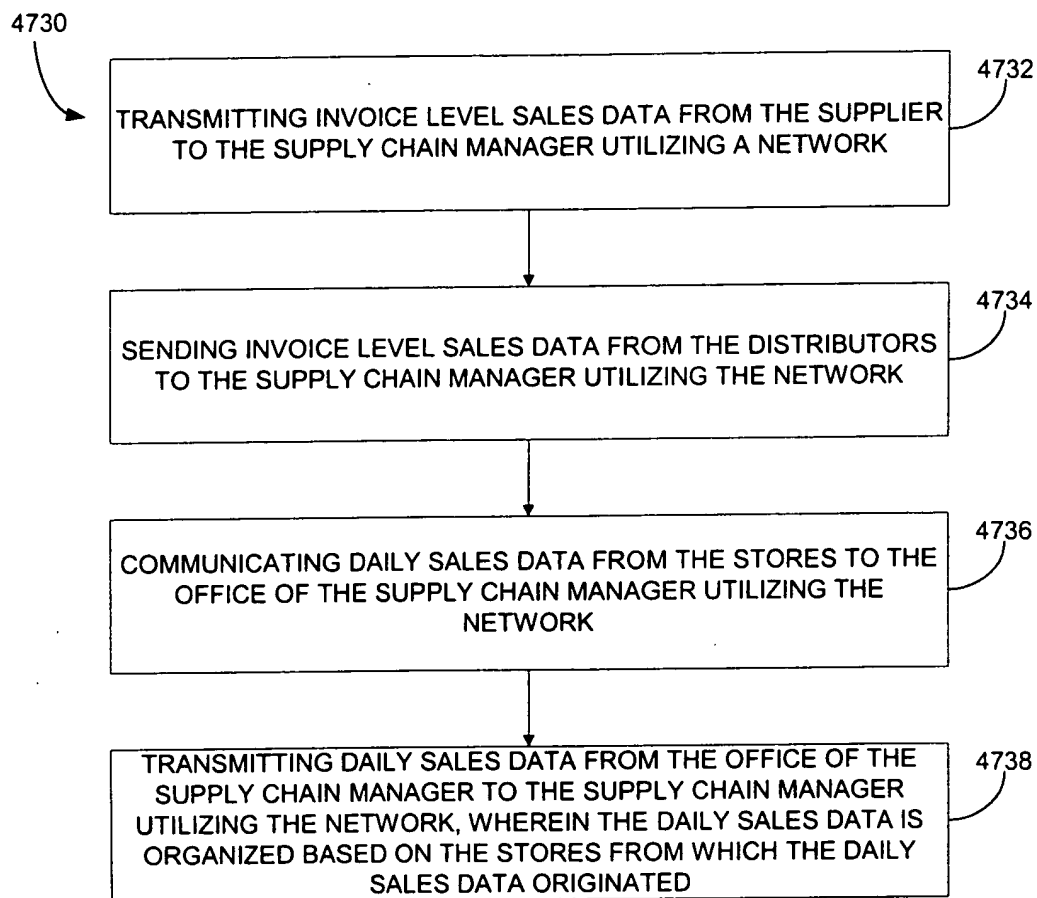 4730
4732
TRANSMITTING INVOICE LEVEL SALES DATA FROM THE SUPPLIER
TO THE SUPPLY CHAIN MANAGER UTILIZING A NETWORK
4734
SENDING INVOICE LEVEL SALES DATA FROM THE DISTRIBUTORS
TO THE SUPPLY CHAIN MANAGER UTILIZING THE NETWORK
4736
COMMUNICATING DAILY SALES DATA FROM THE STORES TO THE
OFFICE OF THE SUPPLY CHAIN MANAGER UTILIZING THE
NETWORK
4738
TRANSMITTING DAILY SALES DATA FROM THE OFFICE OF THE
SUPPLY CHAIN MANAGER TO THE SUPPLY CHAIN MANAGER
UTILIZING THE NETWORK, WHEREIN THE DAILY SALES DATA IS
ORGANIZED BASED ON THE STORES FROM WHICH THE DAILY
SALES DATA ORIGINATED